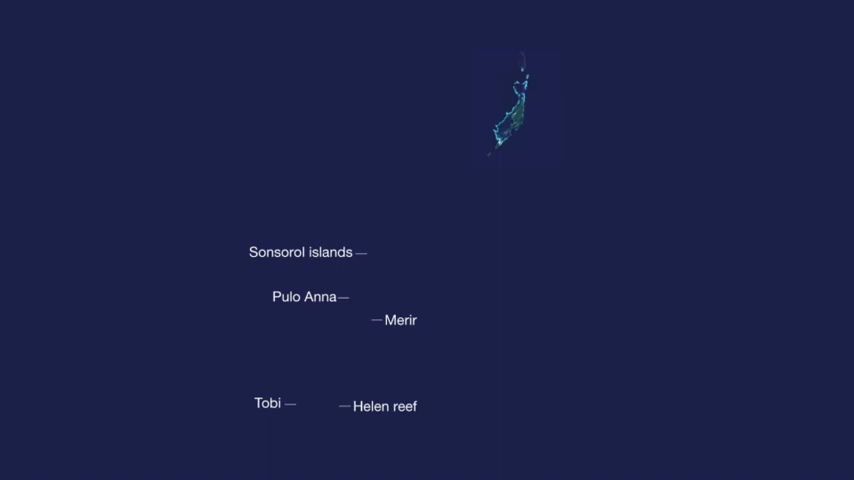 Sonsorol islands
Pulo Anna
Merir
Tobi
Helen reef